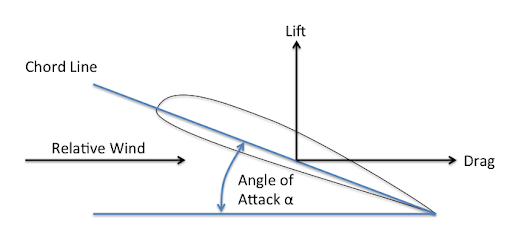 Lift
Chord Line
Relative Wind
Drag
Angle of
Attack α